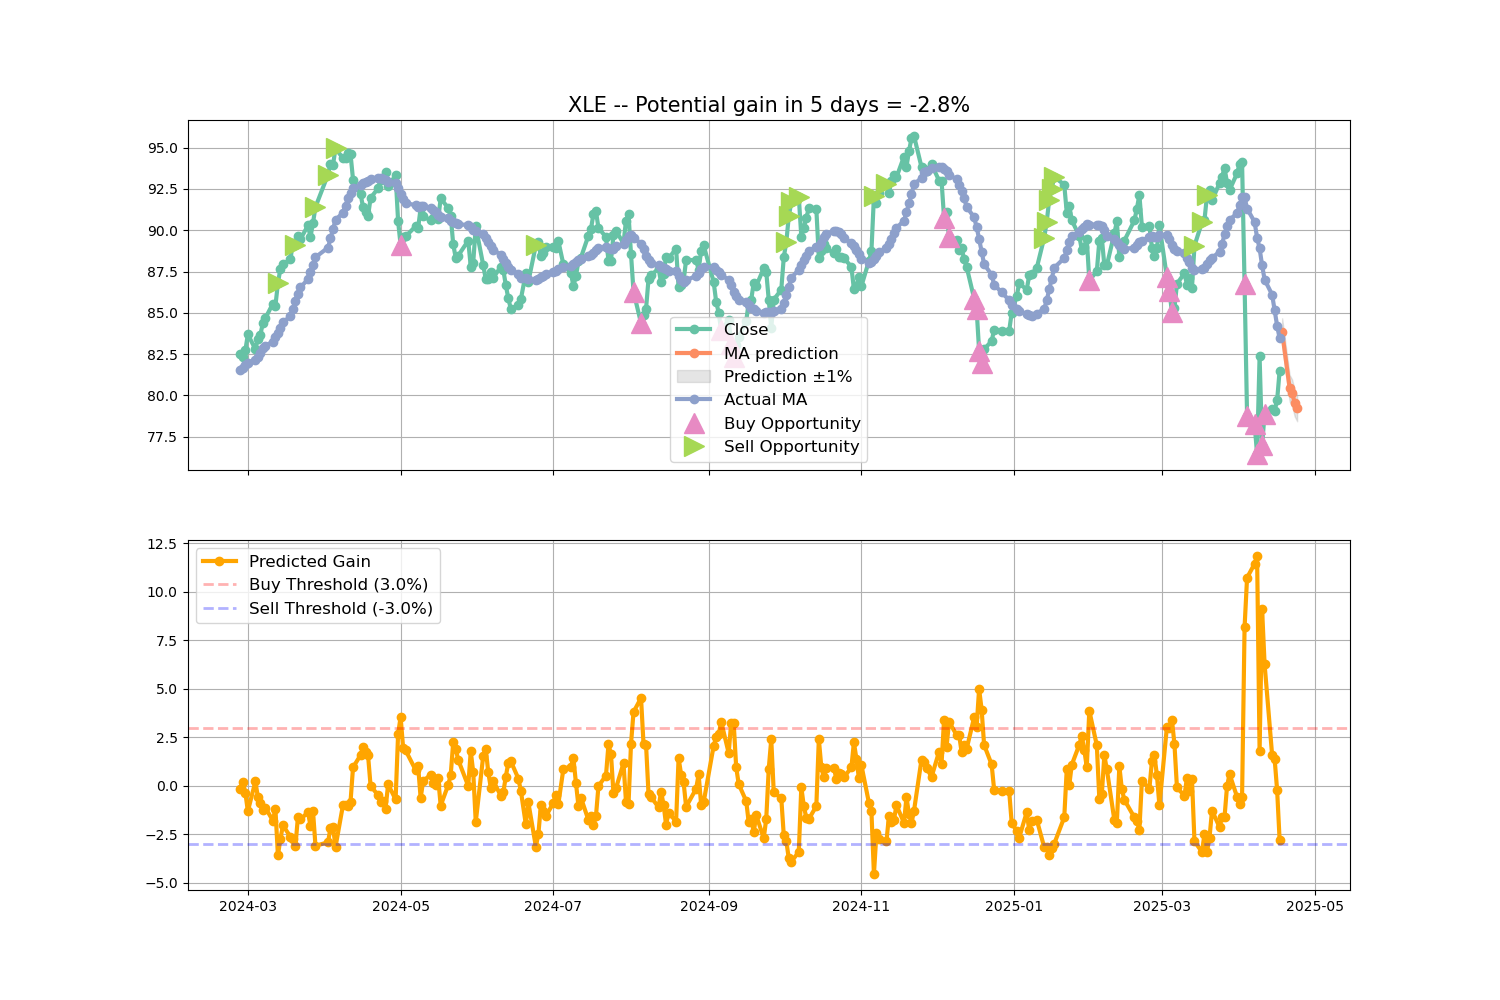 XLE -- Potential gain in 5 days = -2.8%
95.0
92.5
90.0
87.5
85.0
82.5
80.0
77.5
Close
MA prediction
Prediction ±1%
Actual MA
Buy Opportunity
Sell Opportunity
12.5
10.0
7.5
5.0
2.5
0.0
−2.5
−5.0
Predicted Gain
Buy Threshold (3.0%)
Sell Threshold (-3.0%)
2024-03
2024-05
2024-07
2024-09
2024-11
2025-01
2025-03
2025-05